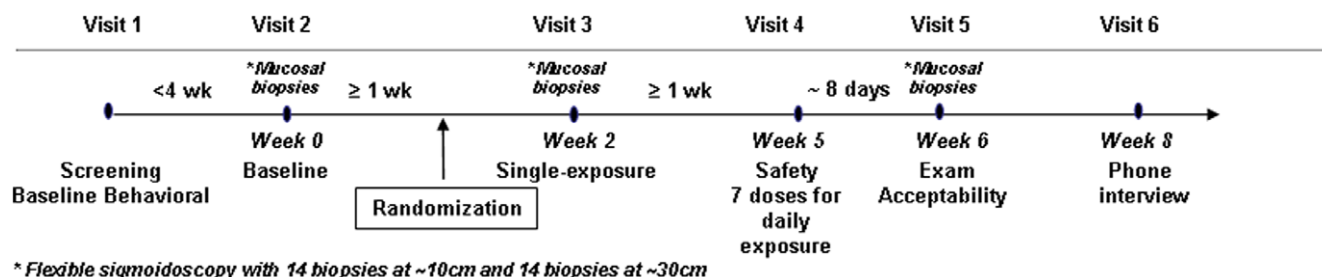 Visit 1 Visit 2 Visit 3 Visit 4 Visit 5 Visit 6
<4 wk *Mucosal biopsies ≥ 1 wk *Mucosal biopsies ≥ 1 wk ~ 8 days *Mucosal biopsies
Week 0 Week 2 Week 5 Week 6 Week 8
Screening Baseline Single-exposure Safety Exam Phone
Baseline Behavioral 7 doses for Acceptability interview
Randomization daily
exposure
* Flexible sigmoidoscopy with 14 biopsies at ~10cm and 14 biopsies at ~30cm